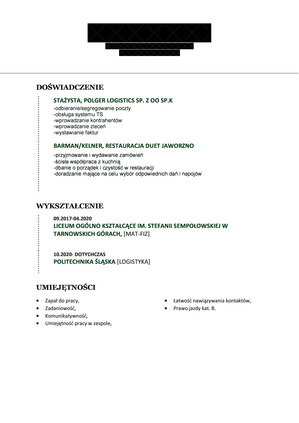 DOŚWIADCZENIE
STAŻYSTA, POLGER LOGISTICS SP. Z OO SP.K
-odbieranie/segregowanie poczty
-obsługa systemu TS
-wprowadzanie kontrahentów
-wprowadzanie zleceń
-wystawianie faktur
BARMAN/KELNER, RESTAURACJA DUET JAWORZNO
-przyjmowanie i wydawanie zamówień
-ścisła współpraca z kuchnią
-dbanie o porządek i czystość w restauracji
-doradzanie mające na celu wybór odpowiednich dań i napojów
WYKSZTAŁCENIE
09.2017-04.2020
LICEUM OGÓLNO KSZTAŁCĄCE IM. STEFANII SEMPOŁOWSKIEJ W
TARNOWSKICH GÓRACH, [MAT-FIZ]
10.2020- DOTYCHCZAS
POLITECHNIKA ŚLĄSKA [LOGISTYKA]
UMIEJĘTNOŚCI
• Zapał do pracy,
• Zadaniowość,
• Komunikatywność,
• Umiejętność pracy w zespole,
• Łatwość nawiązywania kontaktów,
• Prawo jazdy kat. B.